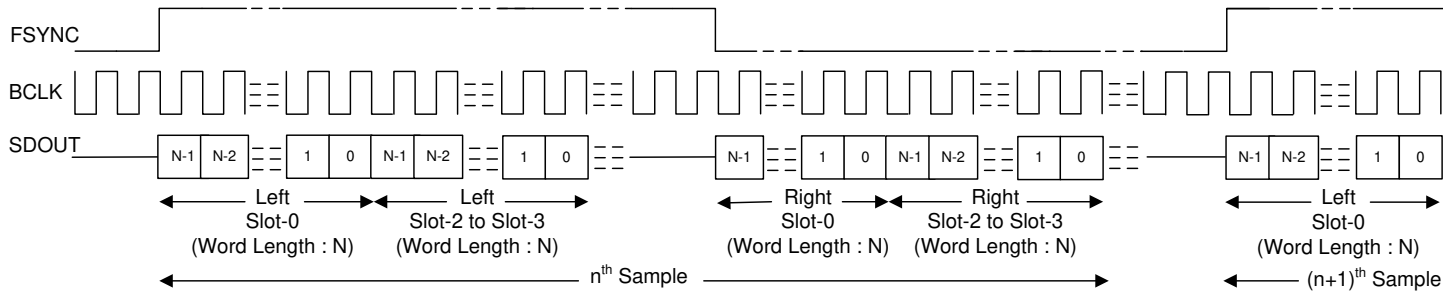 FSYNC
BCLK
SDOUT
N-1 N-2 1 0 N-1 N-2 1 0 N-1 1 0 N-1 N-2 1 0 N-1 N-2 1 0
Left Left Right Right Left
Slot-0 Slot-2 to Slot-3 Slot-0 Slot-2 to Slot-3 Slot-0
(Word Length : N) (Word Length : N) (Word Length : N) (Word Length : N) (Word Length : N)
nth Sample (n+1)th Sample